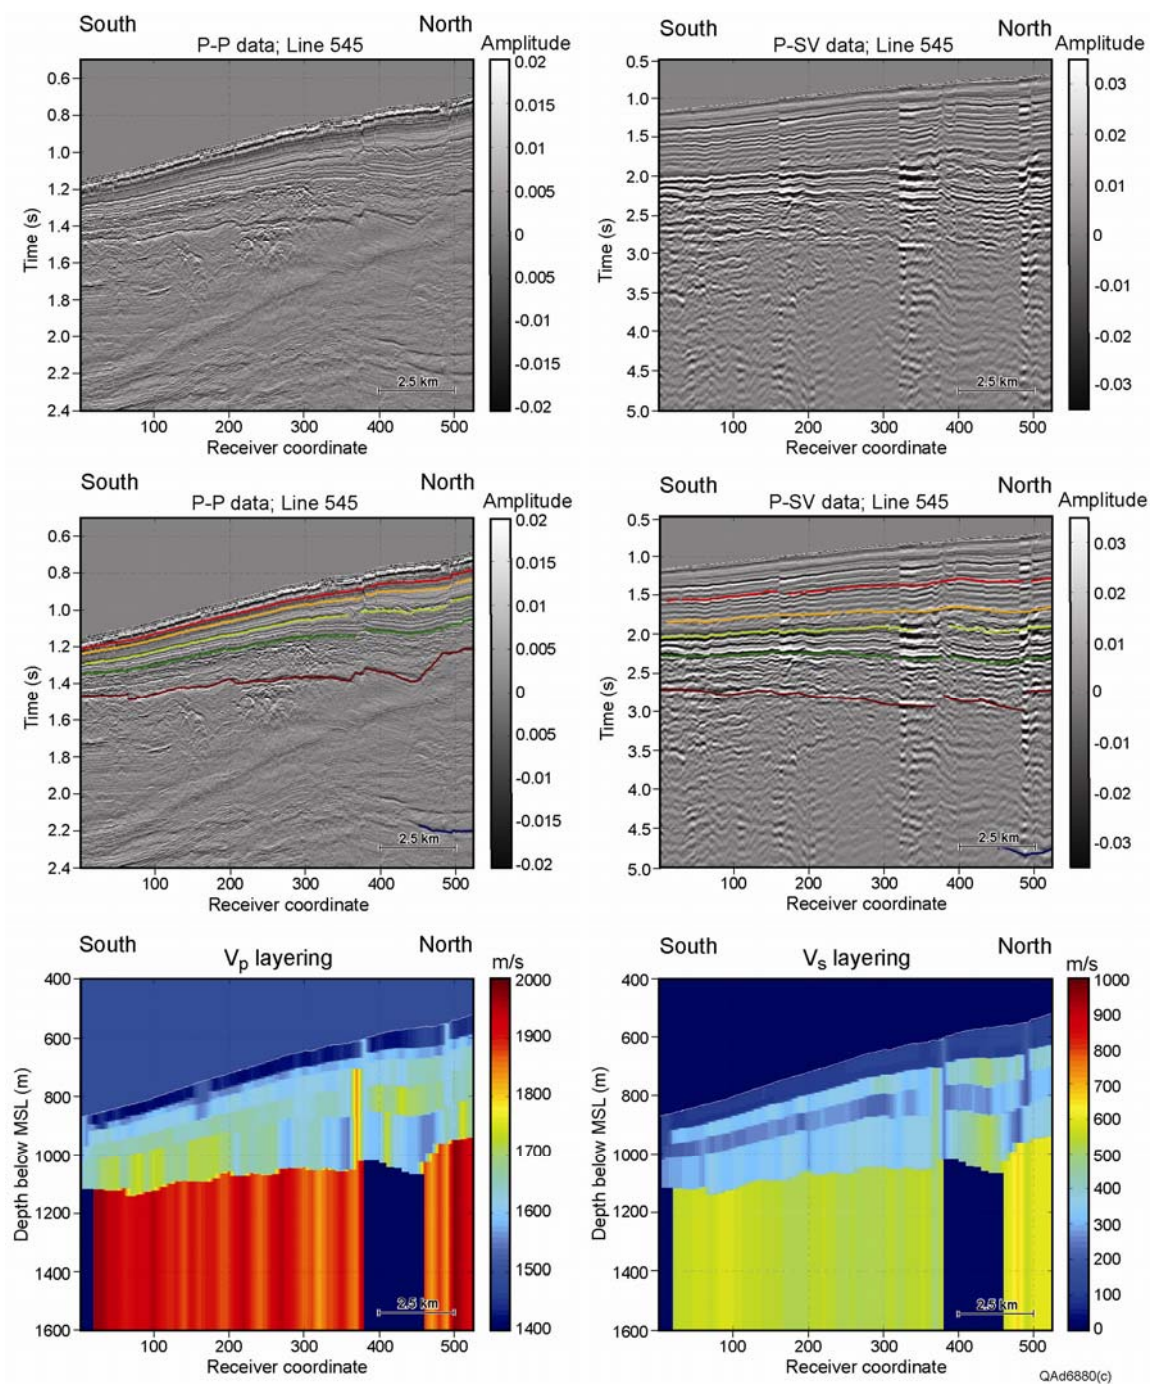 South North
P-P data; Line 545
Amplitude
0.02
0.015
0.01
0.005
0
0.005
-0.01
-0.015
-0.02
0.6
0.8
1.0
1.2
1.4
1.6
1.8
2.0
2.2
2.4
Time (s)
2.5 km
100 200 300 400 500
Receiver coordinate
South North
P-SV data; Line 545
Amplitude
0.03
0.02
0.01
0
-0.01
-0.02
-0.03
0.5
1.0
1.5
2.0
2.5
3.0
3.5
4.0
4.5
5.0
Time (s)
2.5 km
100 200 300 400 500
Receiver coordinate
South North
P-P data; Line 545
Amplitude
0.02
0.015
0.01
0.005
0
0.005
-0.01
-0.015
-0.02
0.6
0.8
1.0
1.2
1.4
1.6
1.8
2.0
2.2
2.4
Time (s)
2.5 km
100 200 300 400 500
Receiver coordinate
South North
P-SV data; Line 545
Amplitude
0.03
0.02
0.01
0
-0.01
-0.02
-0.03
0.5
1.0
1.5
2.0
2.5
3.0
3.5
4.0
4.5
5.0
Time (s)
2.5 km
100 200 300 400 500
Receiver coordinate
South North
Vp layering
m/s
2000
1900
1800
1700
1600
1500
1400
400
600
800
1000
1200
1400
1600
Depth below MSL (m)
2.5 km
100 200 300 400 500
Receiver coordinate
South North
Vs layering
m/s
1000
900
800
700
600
500
400
300
200
100
0
400
600
800
1000
1200
1400
1600
Depth below MSL (m)
2.5 km
100 200 300 400 500
Receiver coordinate
QAd6880(c)